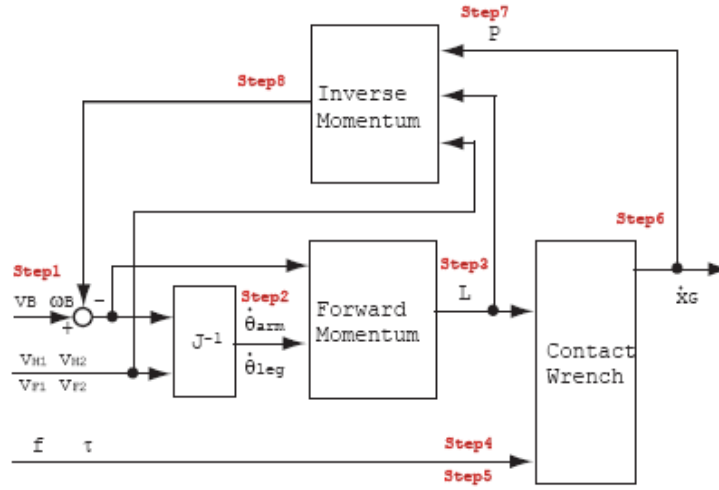 Step7
P
Step8
Inverse
Momentum
Step6
Step1
Step3
VB ωB −
+
Step2
θ̇arm
J-1
θ̇leg
Forward
Momentum
L
ẋG
VH1 VH2
VF1 VF2
Contact
Wrench
f τ
Step4
Step5